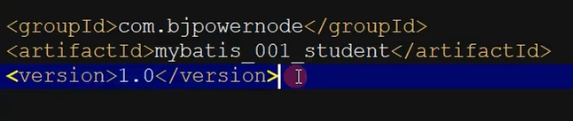 <groupId>com.bjpowernode</groupId>
<artifactId>mybatis_001_student</artifactId>
<version>1.0</version>